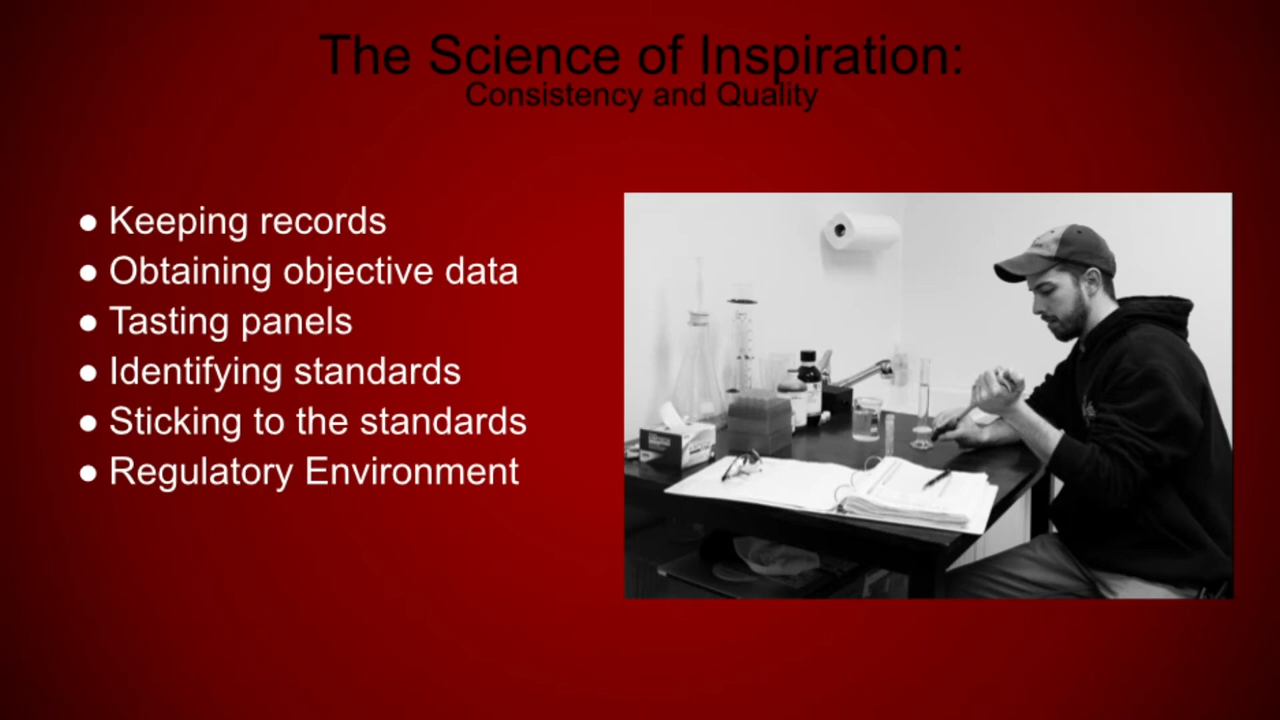 The Science of Inspiration:
Consistency and Quality
● Keeping records
● Obtaining objective data
● Tasting panels
● Identifying standards
● Sticking to the standards
● Regulatory Environment